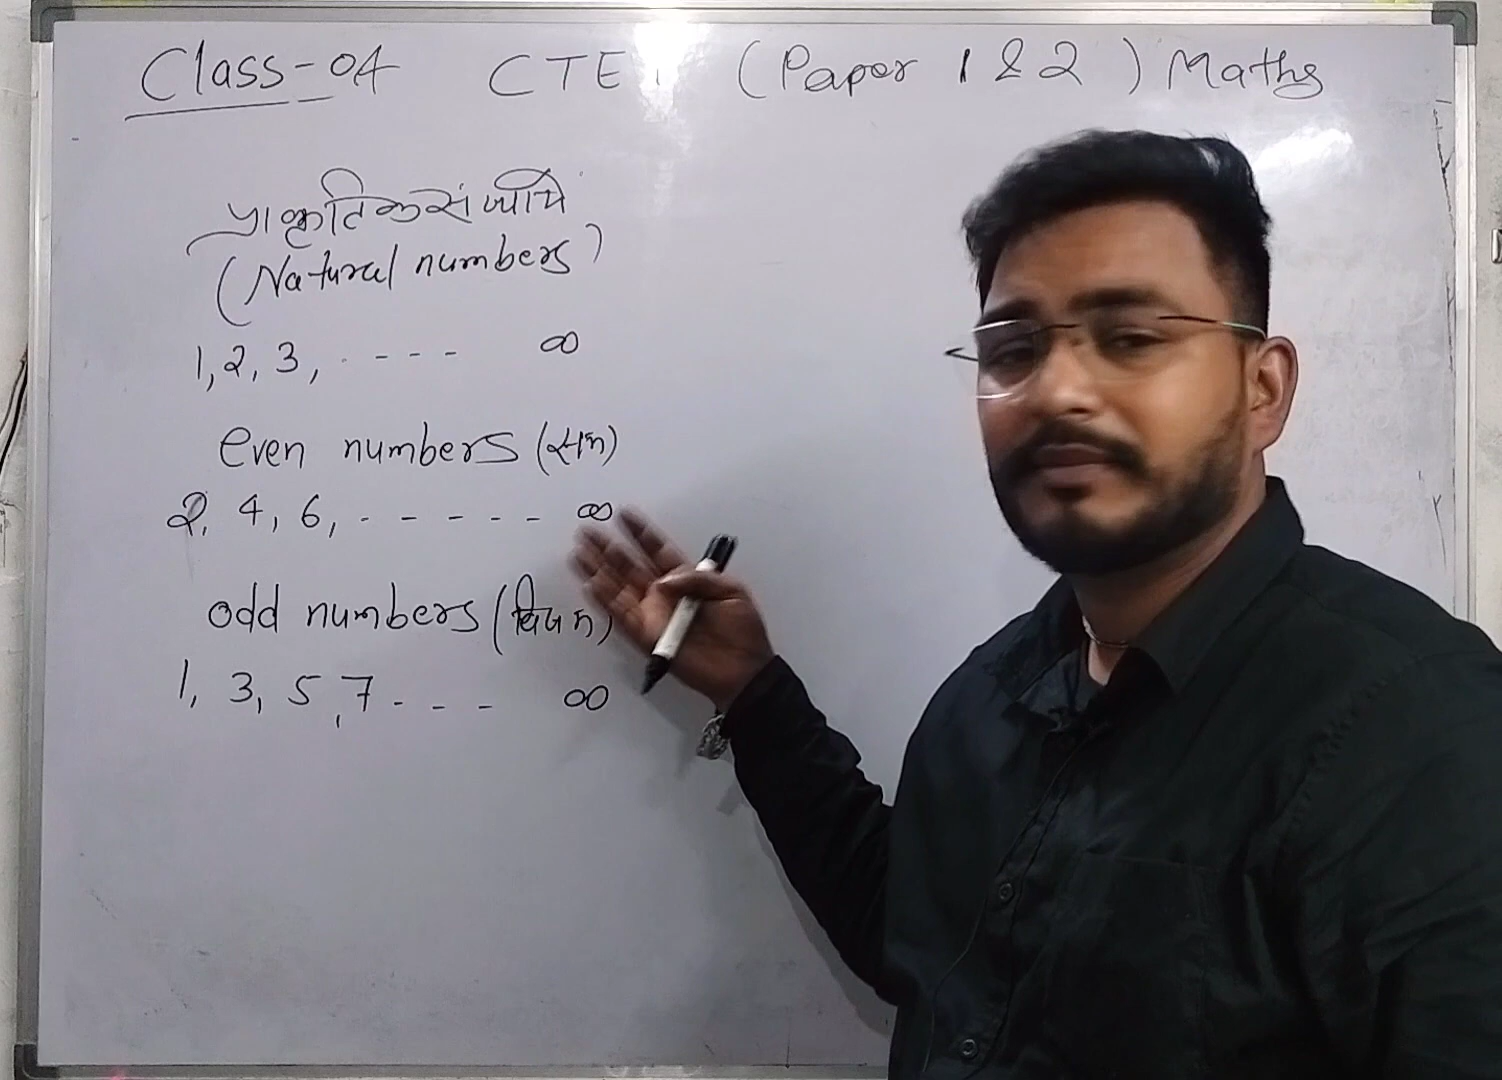 Class-04 CTET (Paper 1 & 2) Maths
प्राकृतिक संख्यायें
(Natural numbers)
1, 2, 3, - - - - ∞
even numbers (सम)
2, 4, 6, - - - - - ∞
odd numbers (विषम)
1, 3, 5, 7 - - - - ∞